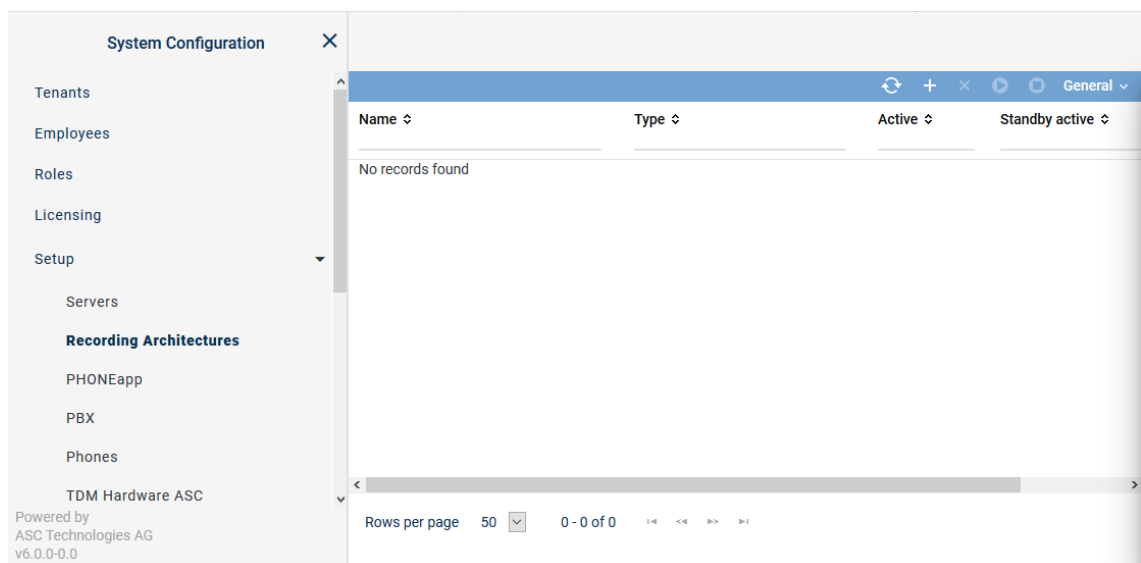 System Configuration
Tenants
Employees
Roles
Licensing
Setup
Servers
Recording Architectures
PHONEapp
PBX
Phones
TDM Hardware ASC
Powered by
ASC Technologies AG
v6.0.0-0.0
General
Name Type Active Standby active
No records found
Rows per page 50 0 - 0 of 0